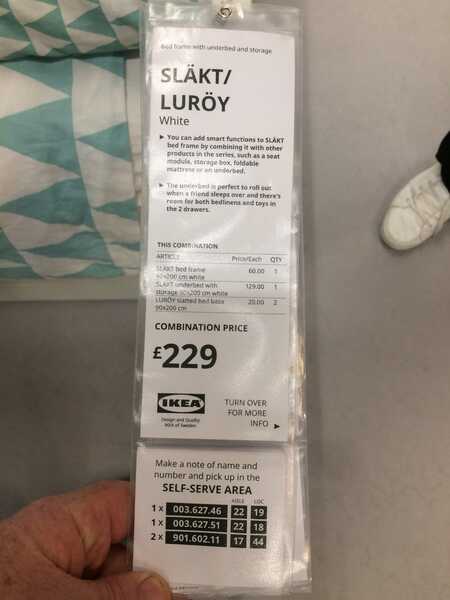 Bed frame with underbed and storage
SLÄKT/
LURÖY
White
▶ You can add smart functions to SLÄKT
bed frame by combining it with other
products in the series, such as a seat
module, storage box, foldable
mattress or an underbed.
▶ The underbed is perfect to roll out
when a friend sleeps over and there's
room for both bedlinens and toys in
the 2 drawers.
THIS COMBINATION
ARTICLE Price/Each QTY
SLÄKT bed frame 60.00 1
90x200 cm white
SLÄKT underbed with 129.00 1
storage 90x200 cm white
LURÖY slatted bed base 20.00 2
90x200 cm
COMBINATION PRICE
£229
IKEA
Design and Quality
IKEA of Sweden
TURN OVER
FOR MORE
INFO ▶
Make a note of name and
number and pick up in the
SELF-SERVE AREA
AISLE LOC
1 x 003.627.46 22 19
1 x 003.627.51 22 18
2 x 901.602.11 17 44